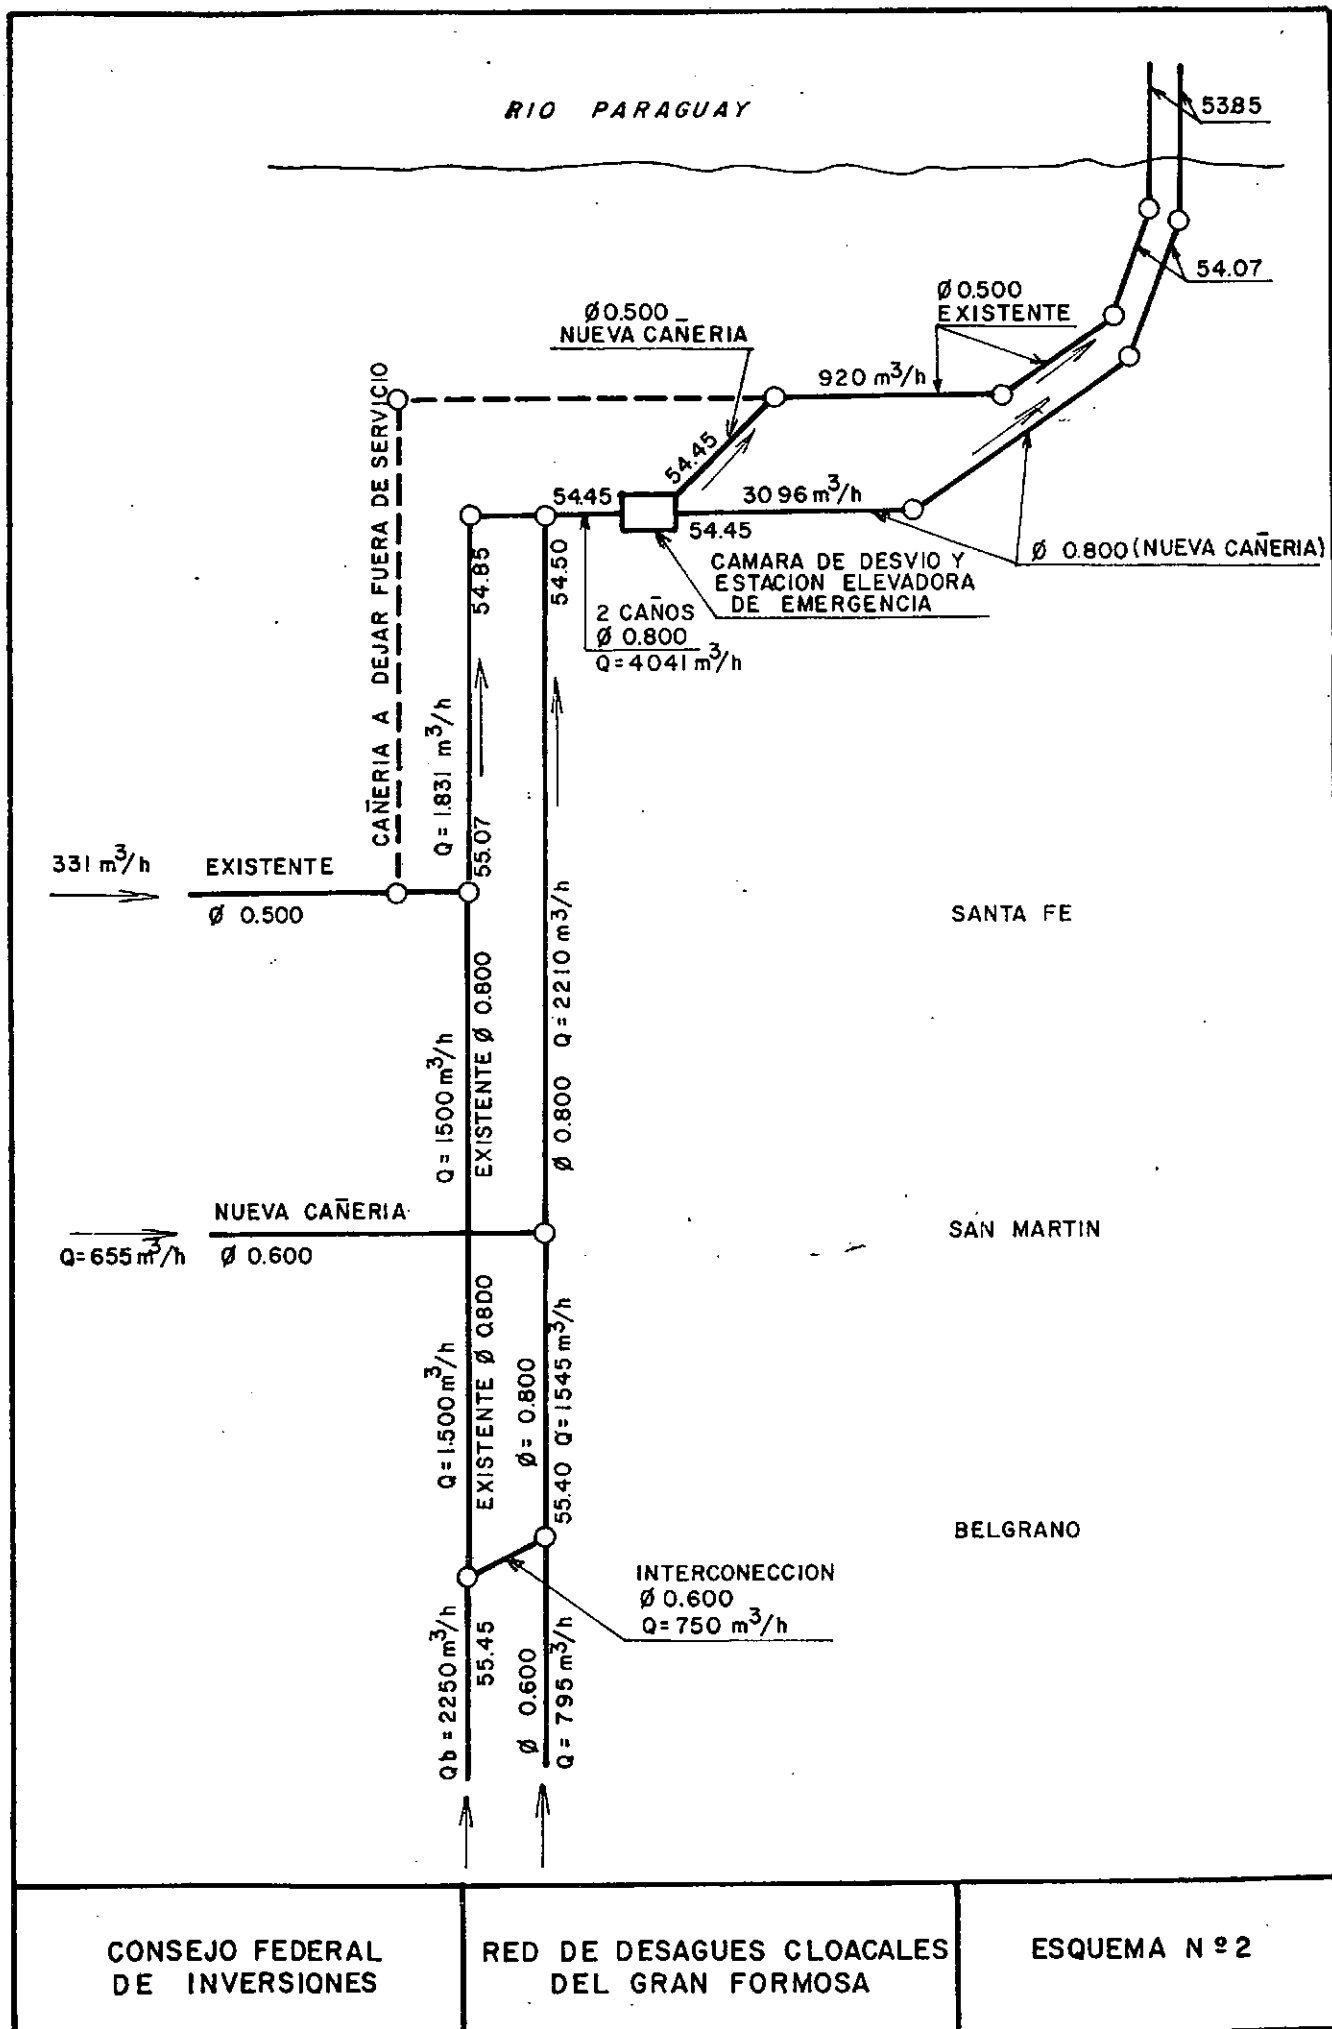 RIO PARAGUAY
53.85
54.07
Ø 0.500
NUEVA CAÑERIA
Ø 0.500
EXISTENTE
920 m³/h
CAÑERIA A DEJAR FUERA DE SERVICIO
54.45
54.45
3096 m³/h
54.45
Ø 0.800 (NUEVA CAÑERIA)
CAMARA DE DESVIO Y
ESTACION ELEVADORA
DE EMERGENCIA
54.85
54.50
2 CAÑOS
Ø 0.800
Q=4041 m³/h
Q=1.831 m³/h
55.07
331 m³/h
EXISTENTE
Ø 0.500
SANTA FE
Q=1500 m³/h
EXISTENTE Ø 0.800
Ø 0.800 Q=2210 m³/h
NUEVA CAÑERIA
Q=655 m³/h
Ø 0.600
SAN MARTIN
Q=1.500 m³/h
EXISTENTE Ø 0.800
Ø=0.800
55.40 Q=1545 m³/h
BELGRANO
INTERCONECCION
Ø 0.600
Q=750 m³/h
Qb=2250 m³/h
55.45
Ø 0.600
Q=795 m³/h
CONSEJO FEDERAL
DE INVERSIONES
RED DE DESAGUES CLOACALES
DEL GRAN FORMOSA
ESQUEMA Nº 2